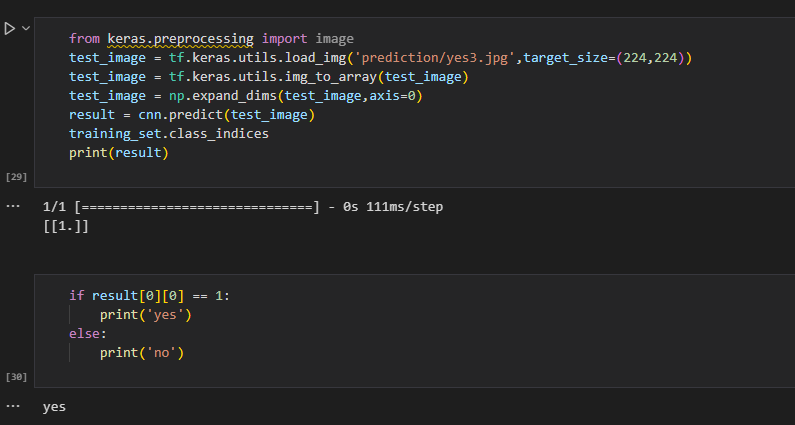 from keras.preprocessing import image
test_image = tf.keras.utils.load_img('prediction/yes3.jpg',target_size=(224,224))
test_image = tf.keras.utils.img_to_array(test_image)
test_image = np.expand_dims(test_image,axis=0)
result = cnn.predict(test_image)
training_set.class_indices
print(result)
[29]
... 1/1 [==============================] - 0s 111ms/step
[[1.]]
if result[0][0] == 1:
    print('yes')
else:
    print('no')
[30]
... yes